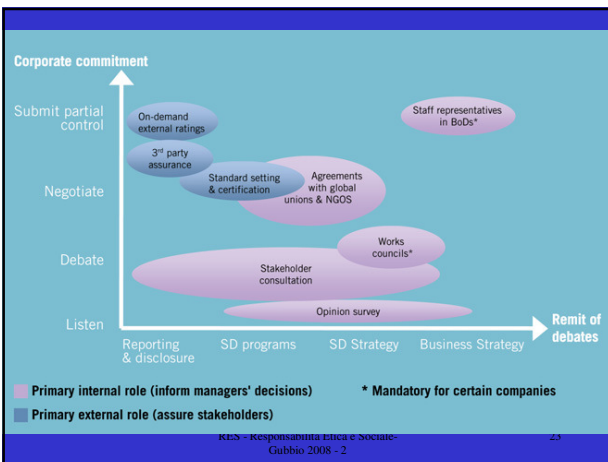 Corporate commitment
Submit partial
control
Negotiate
Debate
Listen
On-demand
external ratings
3rd party
assurance
Standard setting
& certification
Agreements
with global
unions & NGOS
Staff representatives
in BoDs*
Works
councils*
Stakeholder
consultation
Opinion survey
Remit of
debates
Reporting
& disclosure
SD programs
SD Strategy
Business Strategy
Primary internal role (inform managers' decisions)
* Mandatory for certain companies
Primary external role (assure stakeholders)
RES - Responsabilità Etica e Sociale-
Gubbio 2008 - 2
23